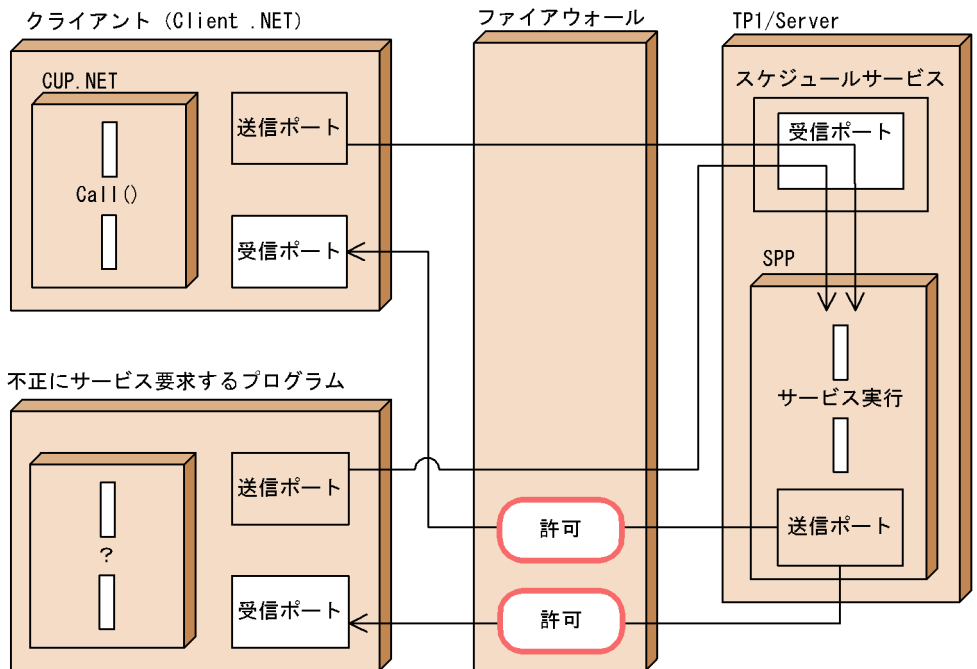 クライアント (Client .NET)
ファイアウォール
TP1/Server
CUP.NET
送信ポート
Call()
受信ポート
スケジュールサービス
受信ポート
SPP
サービス実行
送信ポート
不正にサービス要求するプログラム
送信ポート
?
受信ポート
許可
許可